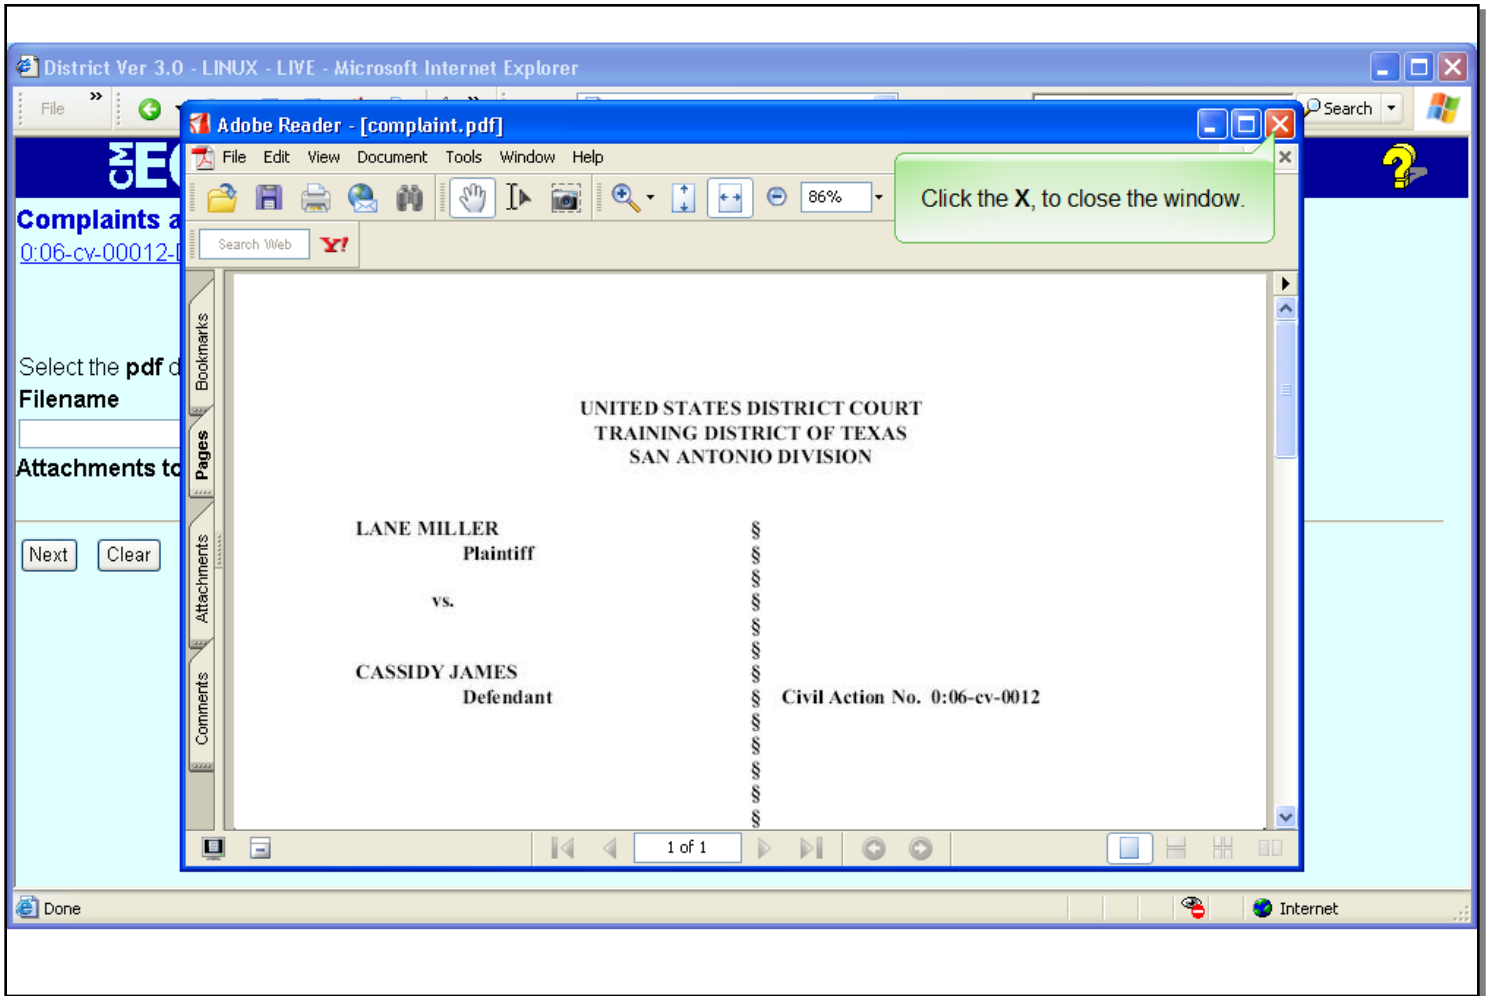 District Ver 3.0 - LINUX - LIVE - Microsoft Internet Explorer
File »
»
Search
Adobe Reader - [complaint.pdf]
CM
File Edit View Document Tools Window Help
86%
Click the X, to close the window.
Complaints
0:06-cv-00012-
Search Web Y!
Bookmarks
Pages
Attachments
Comments
Select the pdf
Filename
Attachments to
Next Clear
UNITED STATES DISTRICT COURT
TRAINING DISTRICT OF TEXAS
SAN ANTONIO DIVISION
LANE MILLER §
Plaintiff §
§
vs. §
§
§
CASSIDY JAMES §
Defendant § Civil Action No. 0:06-cv-0012
§
§
§
§
§
1 of 1
Done
Internet